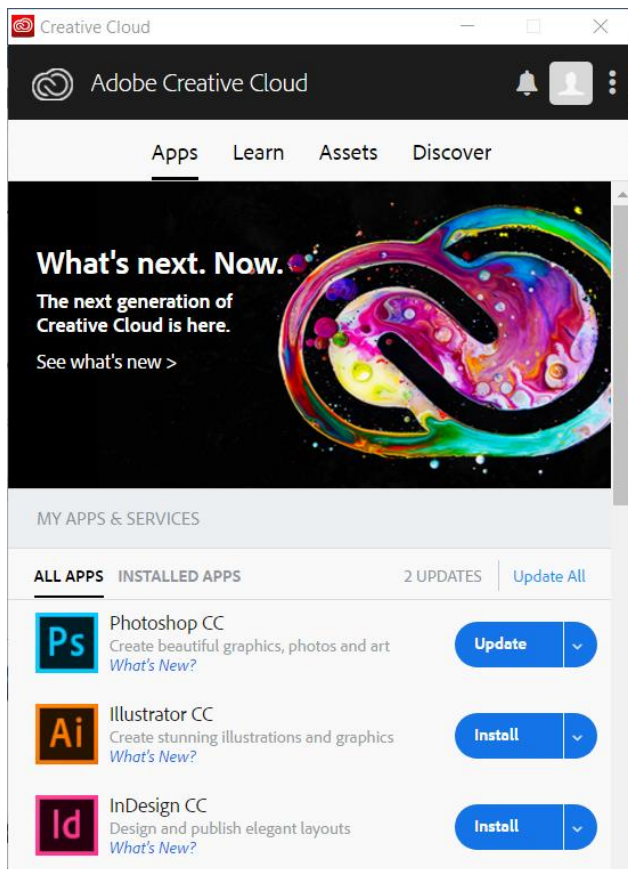 Creative Cloud
Adobe Creative Cloud
Apps Learn Assets Discover
What's next. Now.
The next generation of
Creative Cloud is here.
See what's new >
MY APPS & SERVICES
ALL APPS INSTALLED APPS 2 UPDATES Update All
Ps
Photoshop CC
Create beautiful graphics, photos and art
What's New?
Update
Ai
Illustrator CC
Create stunning illustrations and graphics
What's New?
Install
Id
InDesign CC
Design and publish elegant layouts
What's New?
Install